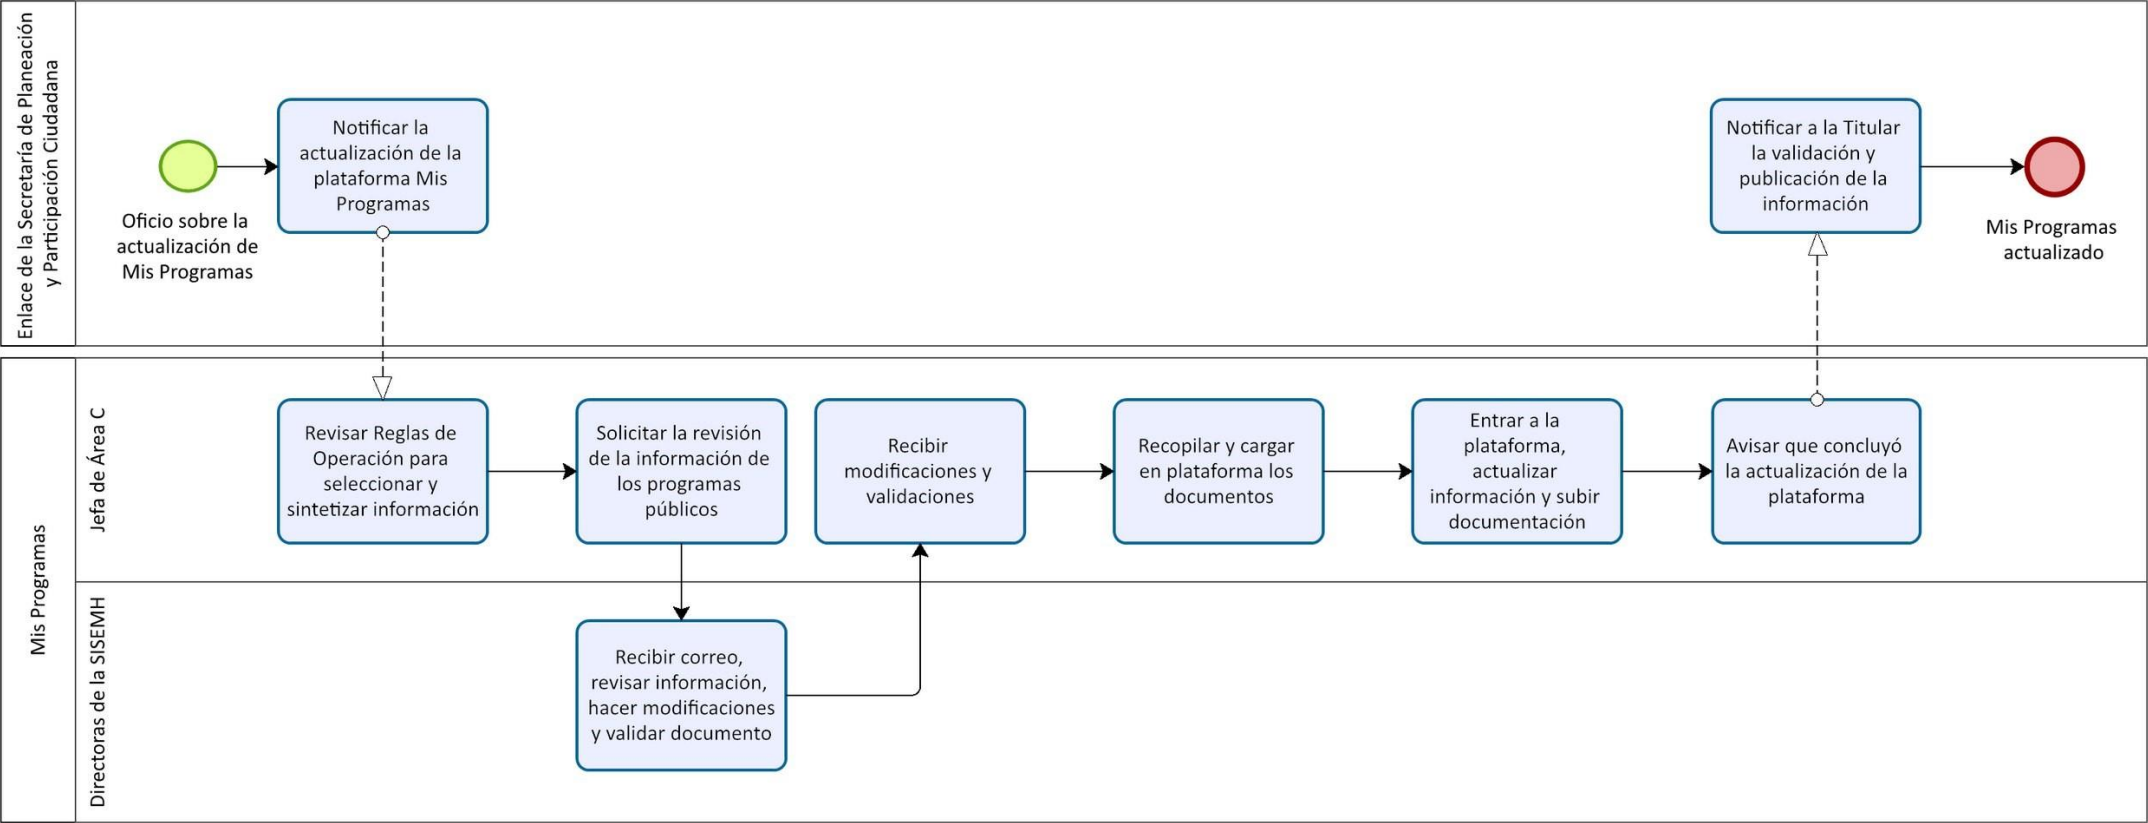 Enlace de la Secretaría de Planeación
y Participación Ciudadana
Oficio sobre la
actualización de
Mis Programas
Notificar la
actualización de la
plataforma Mis
Programas
Notificar a la Titular
la validación y
publicación de la
información
Mis Programas
actualizado
Mis Programas
Jefa de Área C
Revisar Reglas de
Operación para
seleccionar y
sintetizar información
Solicitar la revisión
de la información de
los programas
públicos
Recibir
modificaciones y
validaciones
Recopilar y cargar
en plataforma los
documentos
Entrar a la
plataforma,
actualizar
información y subir
documentación
Avisar que concluyó
la actualización de la
plataforma
Directoras de la SISEMH
Recibir correo,
revisar información,
hacer modificaciones
y validar documento